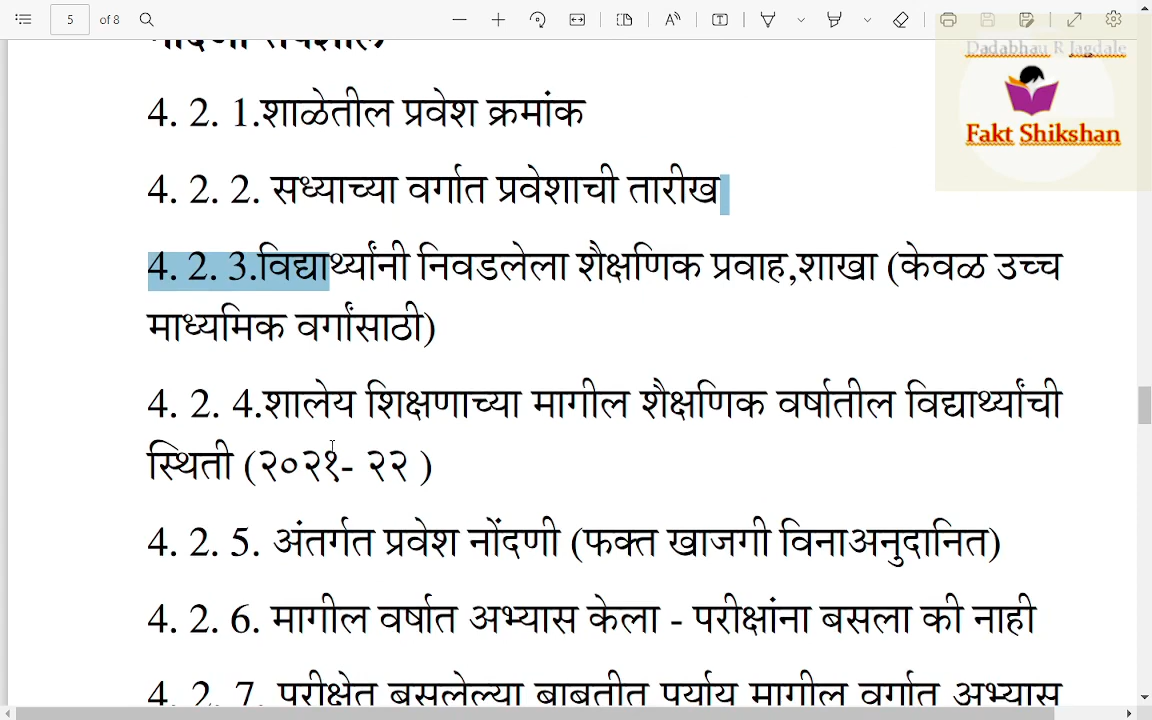 5 of 8
Dadabhau R Jagdale
Fakt Shikshan
4. 2. 1.शाळेतील प्रवेश क्रमांक
4. 2. 2. सध्याच्या वर्गात प्रवेशाची तारीख
4. 2. 3.विद्यार्थ्यांनी निवडलेला शैक्षणिक प्रवाह,शाखा (केवळ उच्च
माध्यमिक वर्गांसाठी)
4. 2. 4.शालेय शिक्षणाच्या मागील शैक्षणिक वर्षातील विद्यार्थ्यांची
स्थिती (२०२१- २२ )
4. 2. 5. अंतर्गत प्रवेश नोंदणी (फक्त खाजगी विनाअनुदानित)
4. 2. 6. मागील वर्षात अभ्यास केला - परीक्षांना बसला की नाही
4. 2. 7. परीक्षेत बसलेल्या बाबतीत पर्याय मागील वर्गात अभ्यास